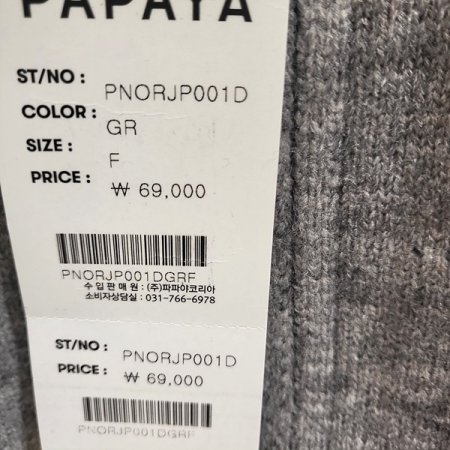 PAPAYA
ST/NO : PNORJP001D
COLOR : GR
SIZE : F
PRICE : ₩ 69,000
PNORJP001DGRF
수 입 판 매 원 : (주)파파야코리아
소비자상담실 : 031-766-6978
ST/NO : PNORJP001D
PRICE : ₩ 69,000
PNORJP001DGRF